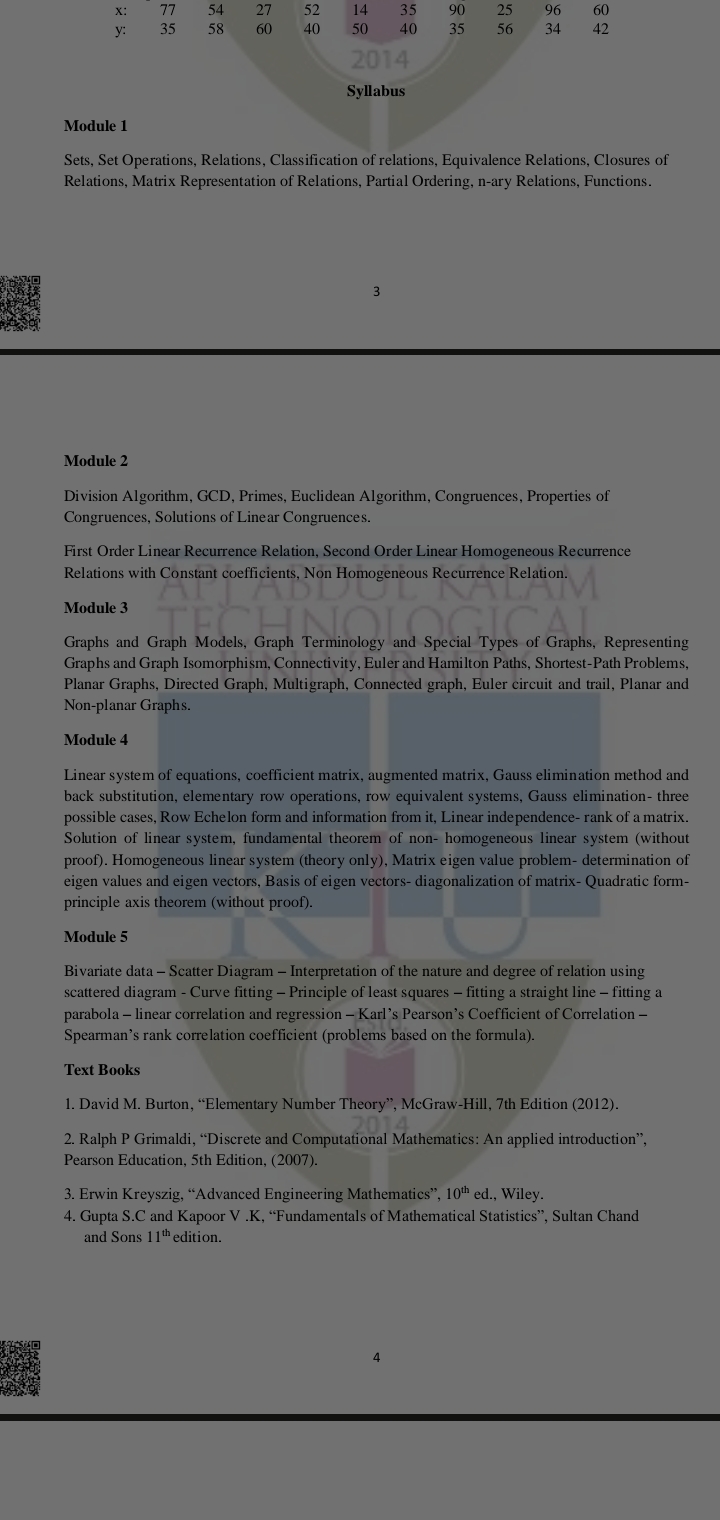 x: 77 54 27 52 14 35 90 25 96 60
y: 35 58 60 40 50 40 35 56 34 42
2014
Syllabus
Module 1
Sets, Set Operations, Relations, Classification of relations, Equivalence Relations, Closures of
Relations, Matrix Representation of Relations, Partial Ordering, n-ary Relations, Functions.
3
Module 2
Division Algorithm, GCD, Primes, Euclidean Algorithm, Congruences, Properties of
Congruences, Solutions of Linear Congruences.
First Order Linear Recurrence Relation, Second Order Linear Homogeneous Recurrence
Relations with Constant coefficients, Non Homogeneous Recurrence Relation.
API ABDUL KALAM
TECHNOLOGICAL
UNIVERSITY
Module 3
Graphs and Graph Models, Graph Terminology and Special Types of Graphs, Representing
Graphs and Graph Isomorphism, Connectivity, Euler and Hamilton Paths, Shortest-Path Problems,
Planar Graphs, Directed Graph, Multigraph, Connected graph, Euler circuit and trail, Planar and
Non-planar Graphs.
Module 4
Linear system of equations, coefficient matrix, augmented matrix, Gauss elimination method and
back substitution, elementary row operations, row equivalent systems, Gauss elimination- three
possible cases, Row Echelon form and information from it, Linear independence- rank of a matrix.
Solution of linear system, fundamental theorem of non- homogeneous linear system (without
proof). Homogeneous linear system (theory only), Matrix eigen value problem- determination of
eigen values and eigen vectors, Basis of eigen vectors- diagonalization of matrix- Quadratic form-
principle axis theorem (without proof).
KTU
Module 5
Bivariate data – Scatter Diagram – Interpretation of the nature and degree of relation using
scattered diagram - Curve fitting – Principle of least squares – fitting a straight line – fitting a
parabola – linear correlation and regression – Karl's Pearson's Coefficient of Correlation –
Spearman's rank correlation coefficient (problems based on the formula).
Estd.
2014
Text Books
1. David M. Burton, “Elementary Number Theory”, McGraw-Hill, 7th Edition (2012).
2. Ralph P Grimaldi, “Discrete and Computational Mathematics: An applied introduction”,
Pearson Education, 5th Edition, (2007).
3. Erwin Kreyszig, “Advanced Engineering Mathematics”, 10th ed., Wiley.
4. Gupta S.C and Kapoor V .K, “Fundamentals of Mathematical Statistics”, Sultan Chand
and Sons 11th edition.
4